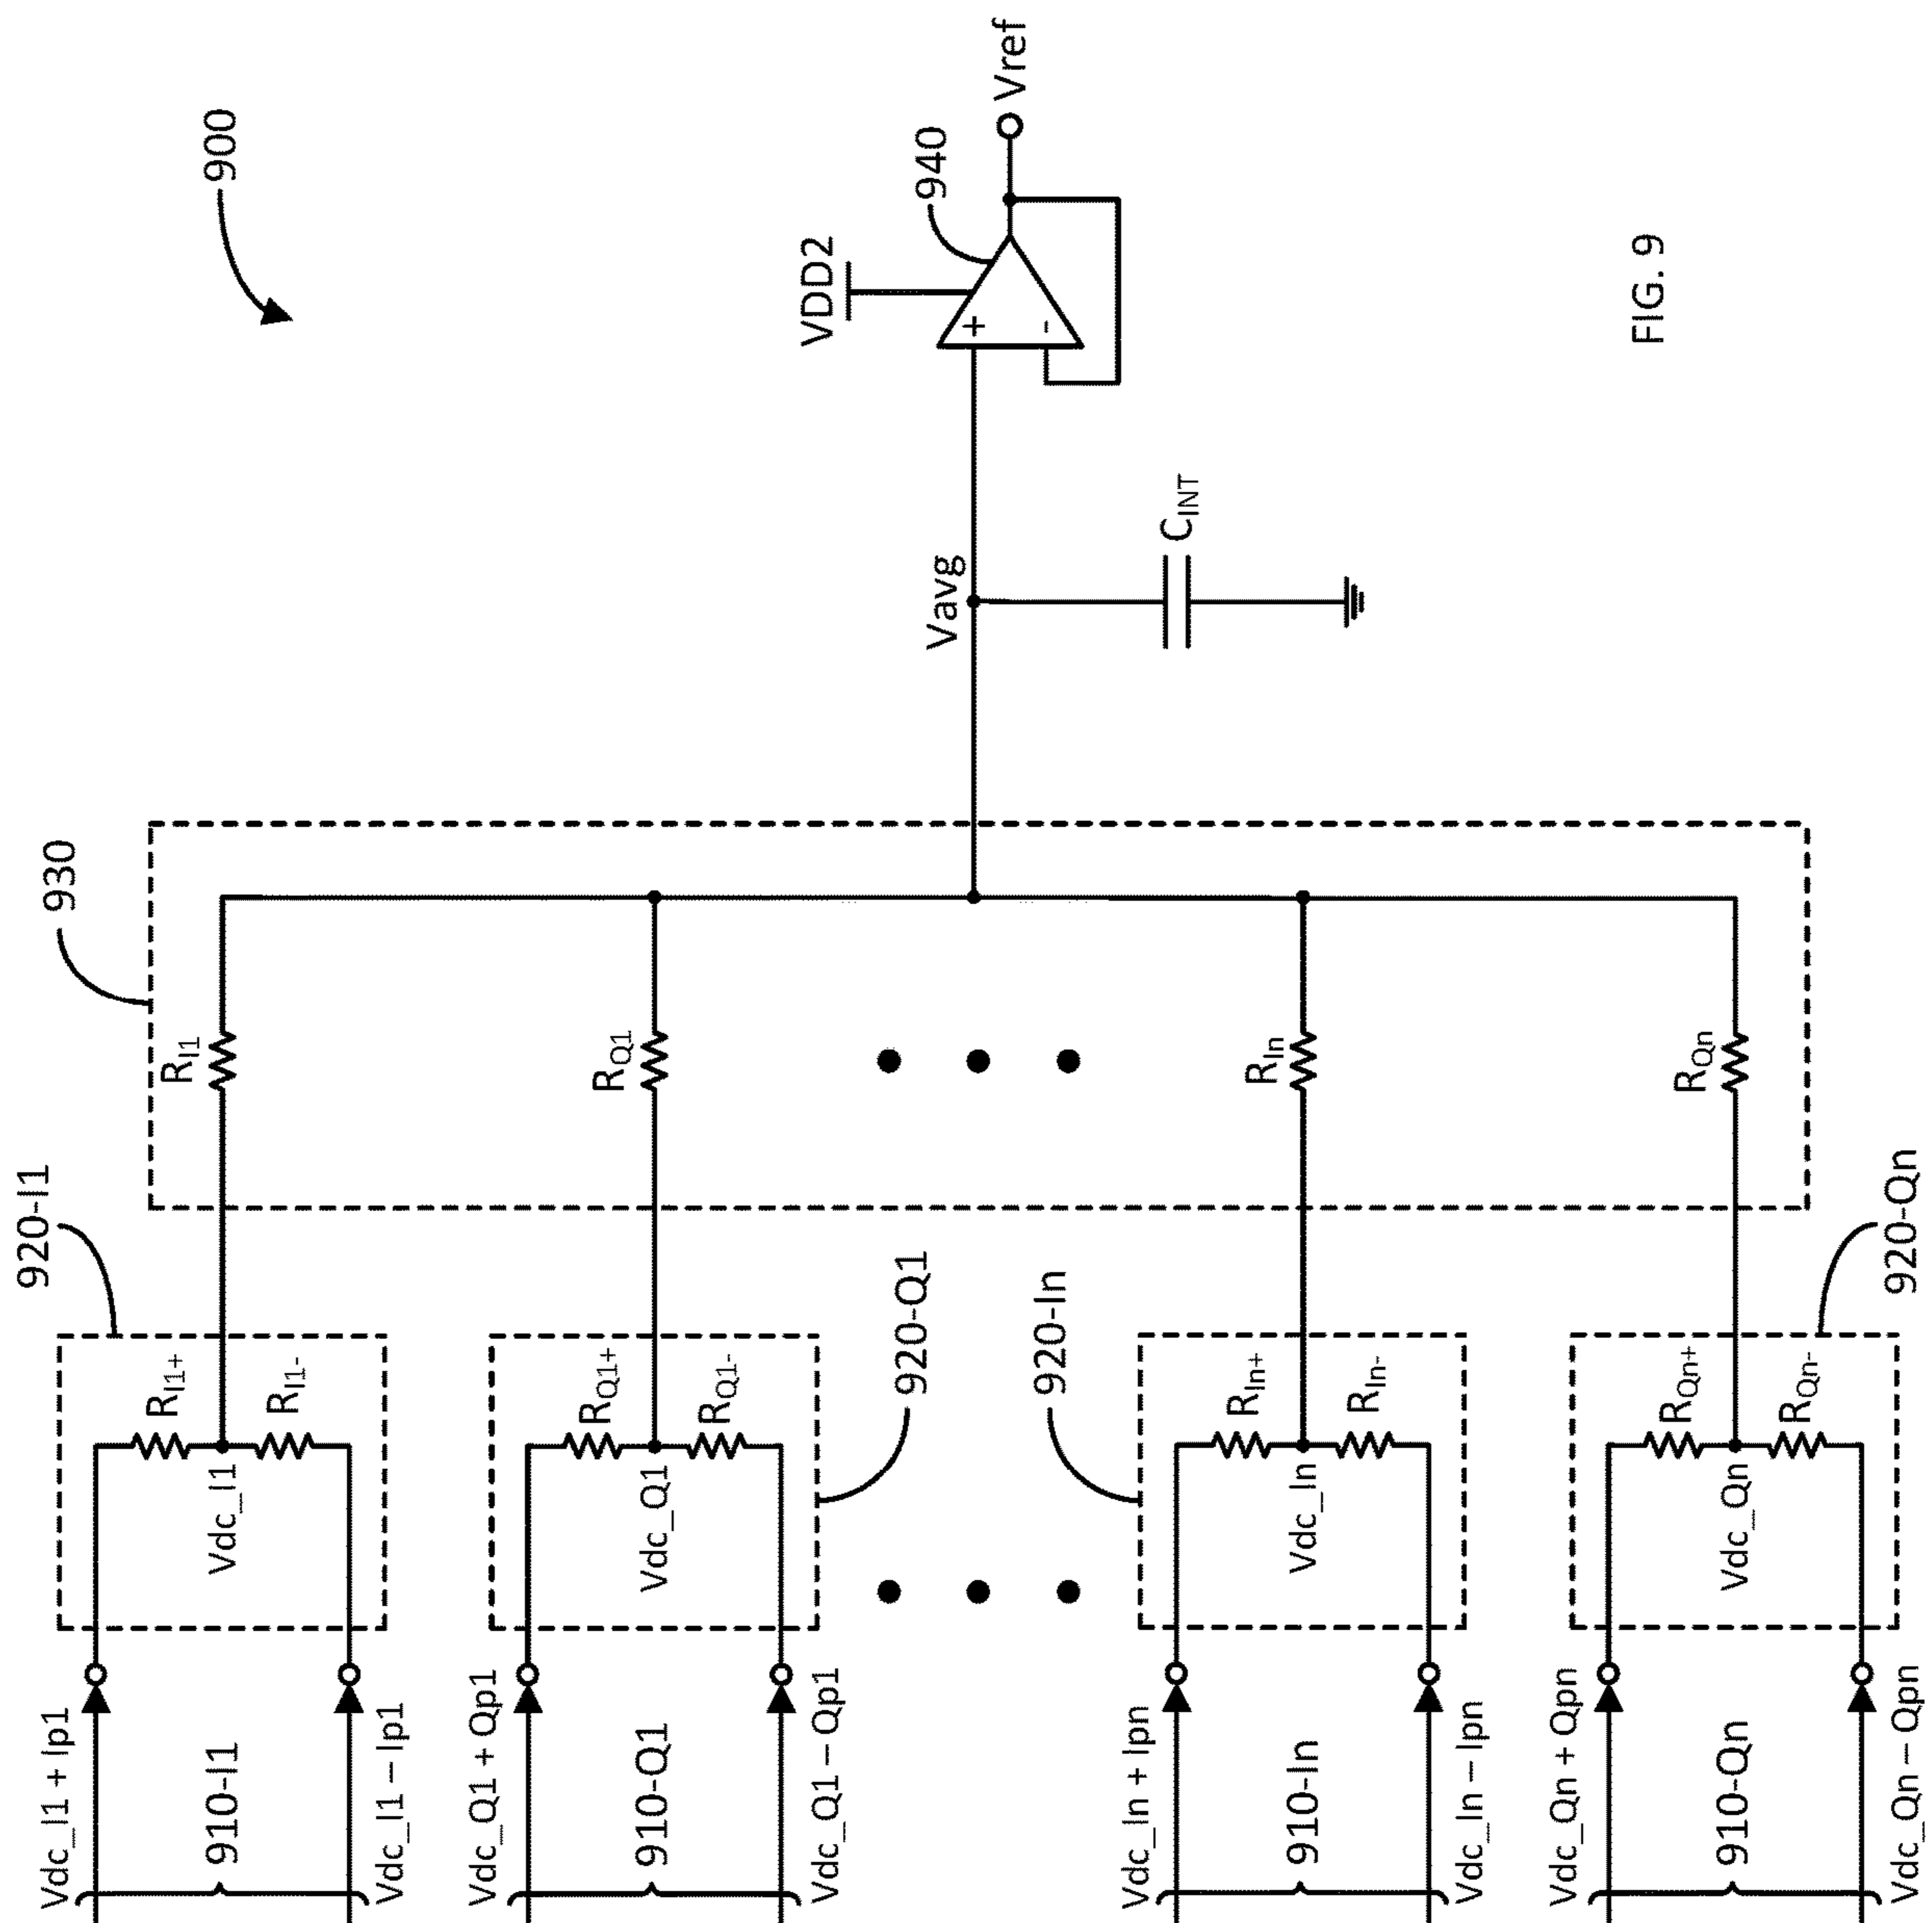 900
930
920-I1
Vdc_I1 + Ip1
910-I1
Vdc_I1 – Ip1
R_I1+
R_I1-
Vdc_I1
R_I1
Vdc_Q1 + Qp1
910-Q1
Vdc_Q1 – Qp1
R_Q1+
R_Q1-
Vdc_Q1
R_Q1
920-Q1
920-In
Vdc_In + Ipn
910-In
Vdc_In – Ipn
R_In+
R_In-
Vdc_In
R_In
Vdc_Qn + Qpn
910-Qn
Vdc_Qn – Qpn
R_Qn+
R_Qn-
Vdc_Qn
R_Qn
920-Qn
Vavg
C_INT
VDD2
940
+
-
Vref
FIG. 9